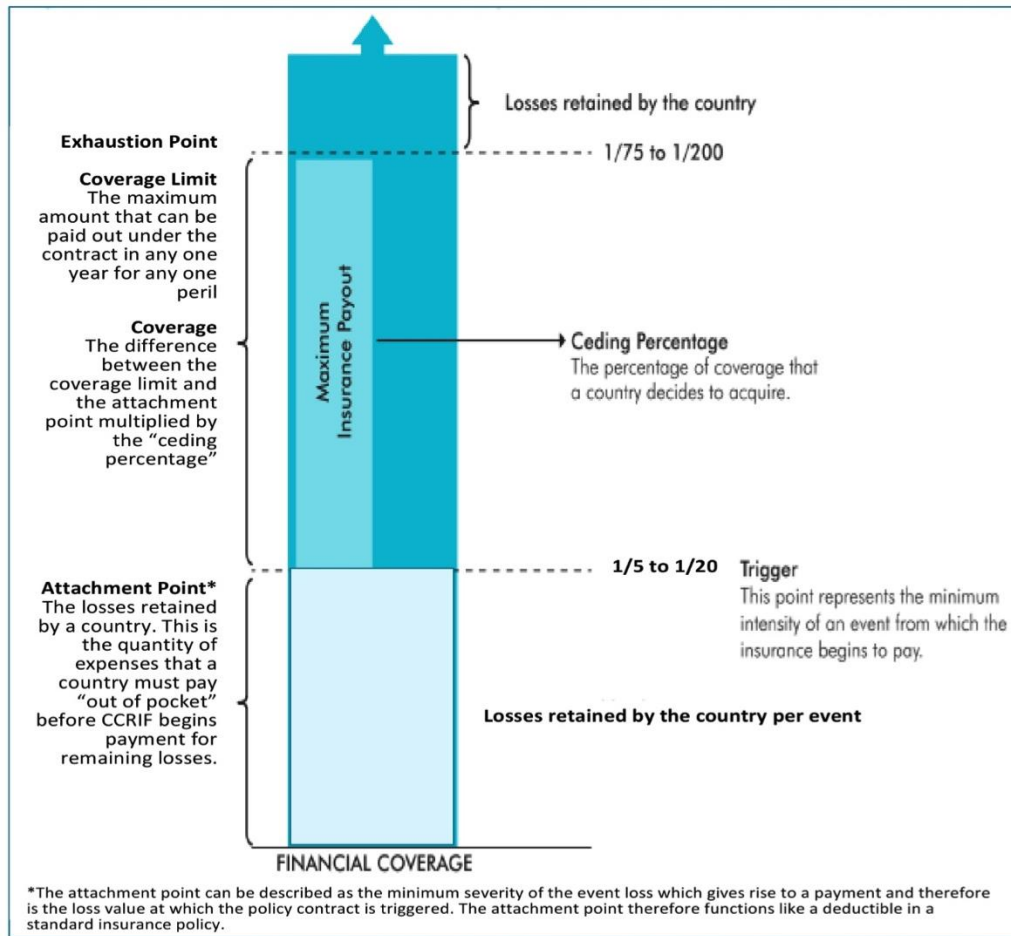 Losses retained by the country
Exhaustion Point
1/75 to 1/200
Coverage Limit
The maximum
amount that can be
paid out under the
contract in any one
year for any one
peril
Coverage
The difference
between the
coverage limit and
the attachment
point multiplied by
the “ceding
percentage”
Maximum
Insurance Payout
Ceding Percentage
The percentage of coverage that
a country decides to acquire.
1/5 to 1/20
Trigger
This point represents the minimum
intensity of an event from which the
insurance begins to pay.
Attachment Point*
The losses retained
by a country. This is
the quantity of
expenses that a
country must pay
“out of pocket”
before CCRIF begins
payment for
remaining losses.
Losses retained by the country per event
FINANCIAL COVERAGE
*The attachment point can be described as the minimum severity of the event loss which gives rise to a payment and therefore
is the loss value at which the policy contract is triggered. The attachment point therefore functions like a deductible in a
standard insurance policy.